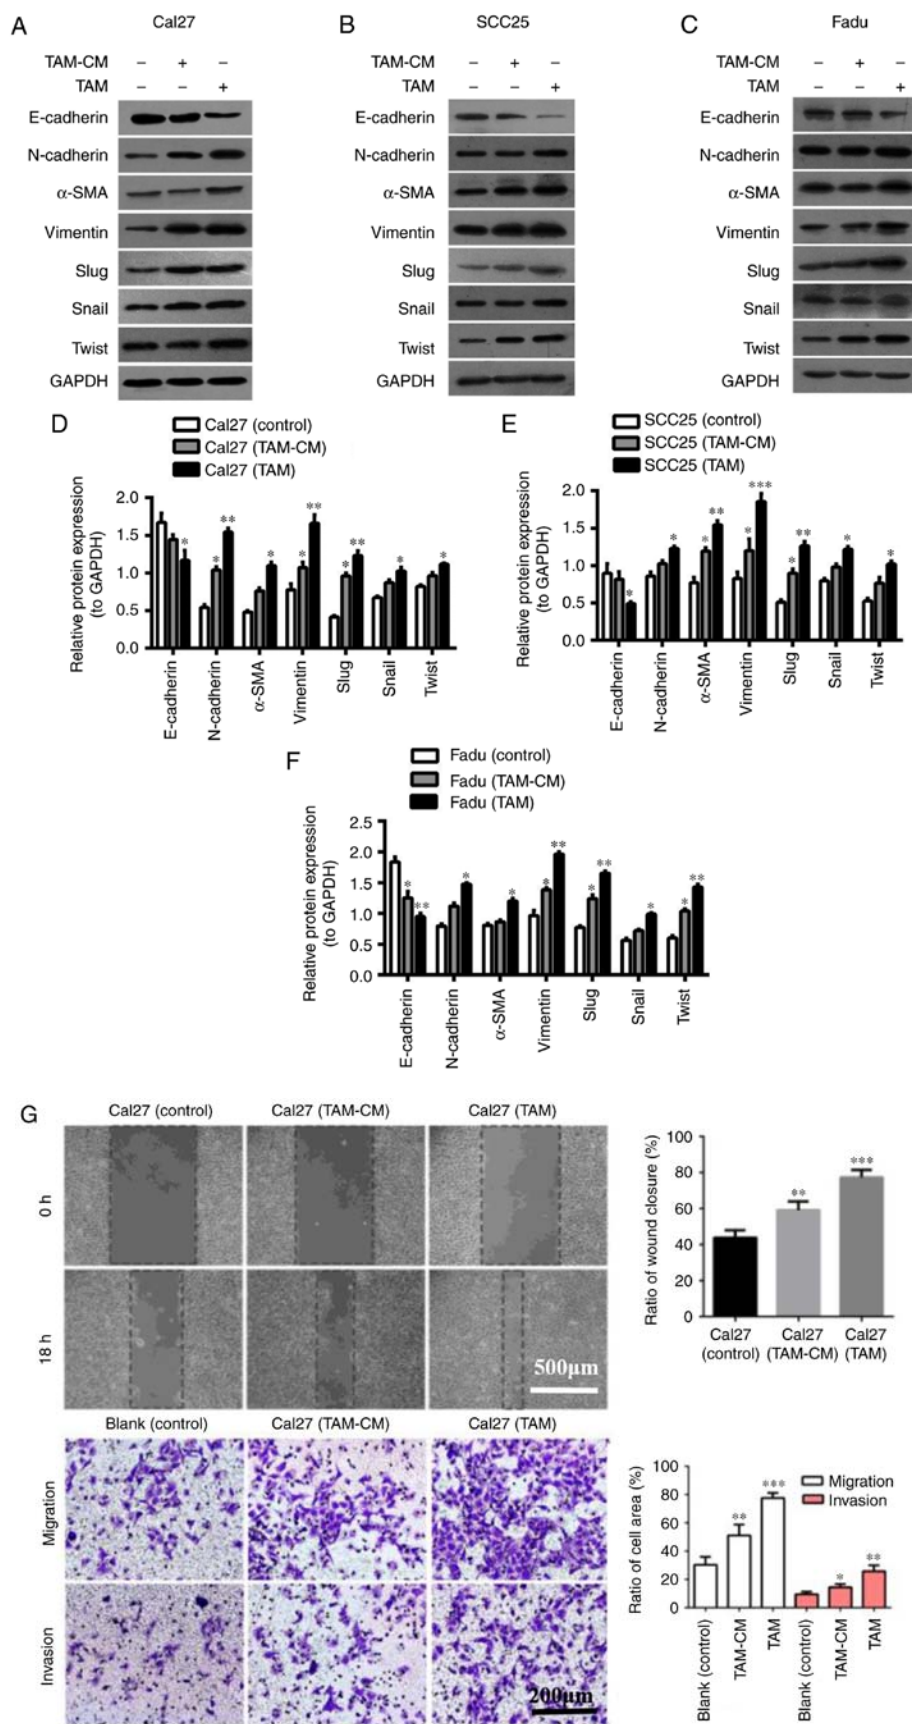 A
Cal27
TAM-CM – + –
TAM – – +
E-cadherin
N-cadherin
α-SMA
Vimentin
Slug
Snail
Twist
GAPDH
B
SCC25
TAM-CM – + –
TAM – – +
E-cadherin
N-cadherin
α-SMA
Vimentin
Slug
Snail
Twist
GAPDH
C
Fadu
TAM-CM – + –
TAM – – +
E-cadherin
N-cadherin
α-SMA
Vimentin
Slug
Snail
Twist
GAPDH
D
Cal27 (control)
Cal27 (TAM-CM)
Cal27 (TAM)
Relative protein expression
(to GAPDH)
2.0
1.5
1.0
0.5
0.0
* * ** * * ** * ** * *
E-cadherin
N-cadherin
α-SMA
Vimentin
Slug
Snail
Twist
E
SCC25 (control)
SCC25 (TAM-CM)
SCC25 (TAM)
Relative protein expression
(to GAPDH)
2.0
1.5
1.0
0.5
0.0
* * * ** * *** * ** * *
E-cadherin
N-cadherin
α-SMA
Vimentin
Slug
Snail
Twist
F
Fadu (control)
Fadu (TAM-CM)
Fadu (TAM)
Relative protein expression
(to GAPDH)
2.5
2.0
1.5
1.0
0.5
0.0
* ** * * * ** * ** * * **
E-cadherin
N-cadherin
α-SMA
Vimentin
Slug
Snail
Twist
G
Cal27 (control)
Cal27 (TAM-CM)
Cal27 (TAM)
0 h
18 h
500μm
Ratio of wound closure (%)
100
80
60
40
20
0
**
***
Cal27
(control)
Cal27
(TAM-CM)
Cal27
(TAM)
Blank (control)
Cal27 (TAM-CM)
Cal27 (TAM)
Migration
Invasion
200μm
Ratio of cell area (%)
100
80
60
40
20
0
Migration
Invasion
** *** * **
Blank (control)
TAM-CM
TAM
Blank (control)
TAM-CM
TAM